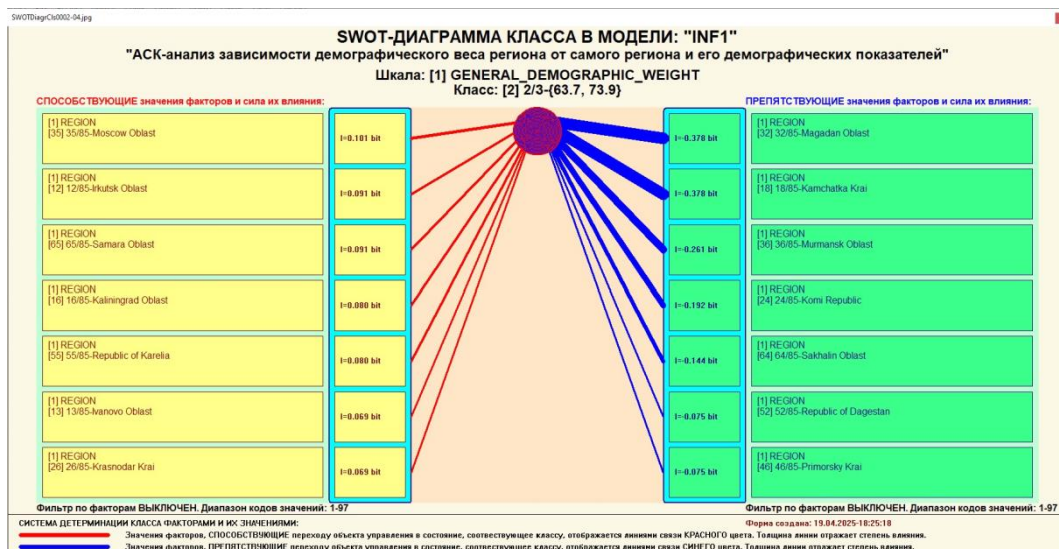 SWOTDiagrCls0002-04.jpg
SWOT-ДИАГРАММА КЛАССА В МОДЕЛИ: "INF1"
"АСК-анализ зависимости демографического веса региона от самого региона и его демографических показателей"
Шкала: [1] GENERAL_DEMOGRAPHIC_WEIGHT
Класс: [2] 2/3-{63.7, 73.9}
СПОСОБСТВУЮЩИЕ значения факторов и сила их влияния:
[1] REGION
[35] 35/85-Moscow Oblast
I=0.101 bit
[1] REGION
[12] 12/85-Irkutsk Oblast
I=0.091 bit
[1] REGION
[65] 65/85-Samara Oblast
I=0.091 bit
[1] REGION
[16] 16/85-Kaliningrad Oblast
I=0.080 bit
[1] REGION
[55] 55/85-Republic of Karelia
I=0.080 bit
[1] REGION
[13] 13/85-Ivanovo Oblast
I=0.069 bit
[1] REGION
[26] 26/85-Krasnodar Krai
I=0.069 bit
ПРЕПЯТСТВУЮЩИЕ значения факторов и сила их влияния:
I=-0.378 bit
[1] REGION
[32] 32/85-Magadan Oblast
I=-0.378 bit
[1] REGION
[18] 18/85-Kamchatka Krai
I=-0.261 bit
[1] REGION
[36] 36/85-Murmansk Oblast
I=-0.192 bit
[1] REGION
[24] 24/85-Komi Republic
I=-0.144 bit
[1] REGION
[64] 64/85-Sakhalin Oblast
I=-0.075 bit
[1] REGION
[52] 52/85-Republic of Dagestan
I=-0.075 bit
[1] REGION
[46] 46/85-Primorsky Krai
Фильтр по факторам ВЫКЛЮЧЕН. Диапазон кодов значений: 1-97
Фильтр по факторам ВЫКЛЮЧЕН. Диапазон кодов значений: 1-97
СИСТЕМА ДЕТЕРМИНАЦИИ КЛАССА ФАКТОРАМИ И ИХ ЗНАЧЕНИЯМИ:
Форма создана: 19.04.2025-18:25:18
Значения факторов, СПОСОБСТВУЮЩИЕ переходу объекта управления в состояние, соответствующее классу, отображается линиями связи КРАСНОГО цвета. Толщина линии отражает степень влияния.
Значения факторов, ПРЕПЯТСТВУЮЩИЕ переходу объекта управления в состояние, соответствующее классу, отображается линиями связи СИНЕГО цвета. Толщина линии отражает степень влияния.